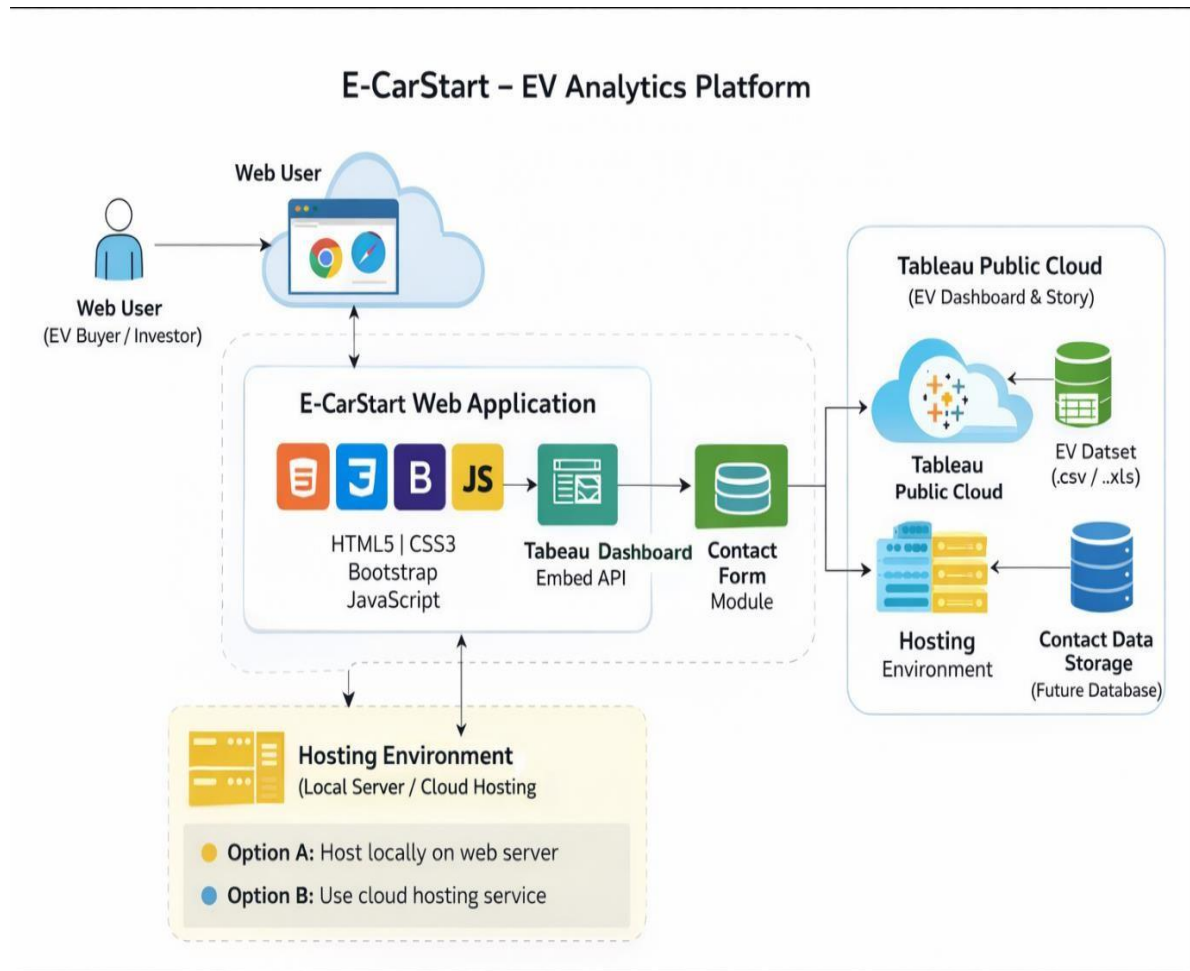 E-CarStart – EV Analytics Platform
Web User
Web User
(EV Buyer / Investor)
E-CarStart Web Application
B
JS
HTML5 | CSS3
Bootstrap
JavaScript
Tabeau Dashboard
Embed API
Contact
Form
Module
Tableau Public Cloud
(EV Dashboard & Story)
Tableau
Public Cloud
EV Datset
(.csv / ..xls)
Hosting
Environment
Contact Data
Storage
(Future Database)
Hosting Environment
(Local Server / Cloud Hosting
Option A: Host locally on web server
Option B: Use cloud hosting service